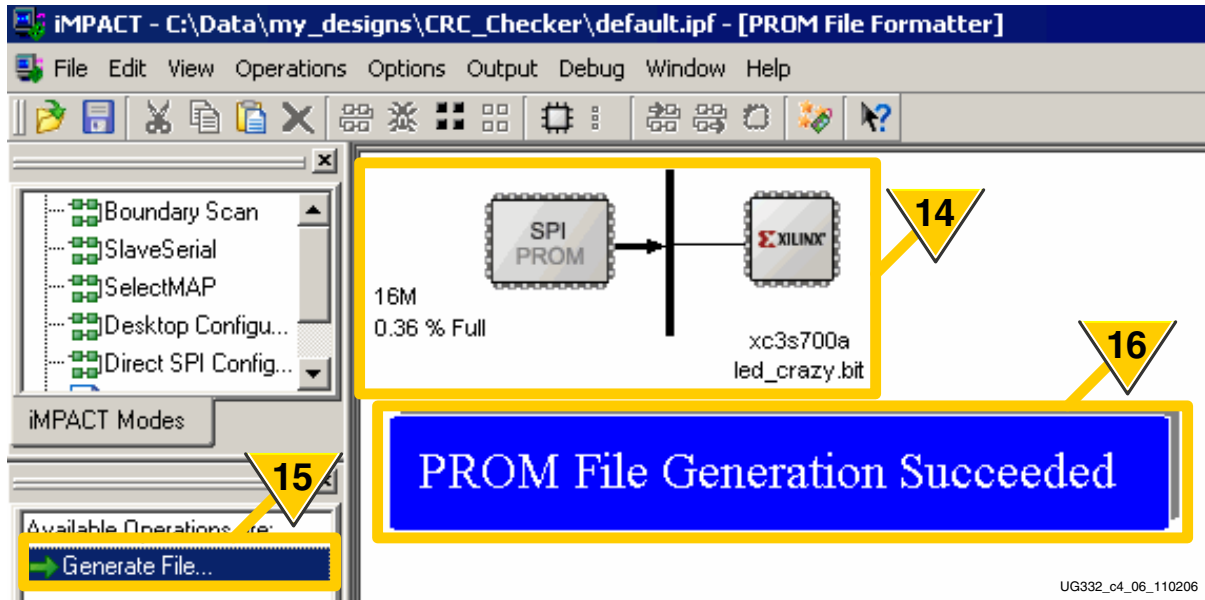 iMPACT - C:\Data\my_designs\CRC_Checker\default.ipf - [PROM File Formatter]
File Edit View Operations Options Output Debug Window Help
Boundary Scan
SlaveSerial
SelectMAP
Desktop Configu...
Direct SPI Config...
iMPACT Modes
SPI
PROM
16M
0.36 % Full
XILINX
xc3s700a
led_crazy.bit
14
16
PROM File Generation Succeeded
15
Available Operations are:
Generate File...
UG332_c4_06_110206